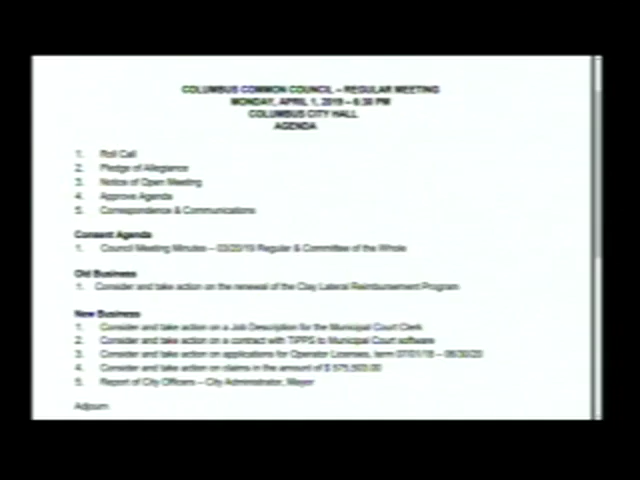 COLUMBUS COMMON COUNCIL – REGULAR MEETING
MONDAY, APRIL 1, 2019 – 6:30 PM
COLUMBUS CITY HALL
AGENDA
1. Roll Call
2. Pledge of Allegiance
3. Notice of Open Meeting
4. Approve Agenda
5. Correspondence & Communications
Consent Agenda
1. Council Meeting Minutes – Regular & Committee of the Whole
Old Business
1. Consider and take action on the renewal of the Clay Lateral Reimbursement Program
New Business
1. Consider and take action on a Job Description for the Municipal Court Clerk
2. Consider and take action on a contract with TiPPS to Municipal Court software
3. Consider and take action on applications for Operator Licenses, term
4. Consider and take action on claims in the amount of
5. Report of City Officers – City Administrator, Mayor
Adjourn